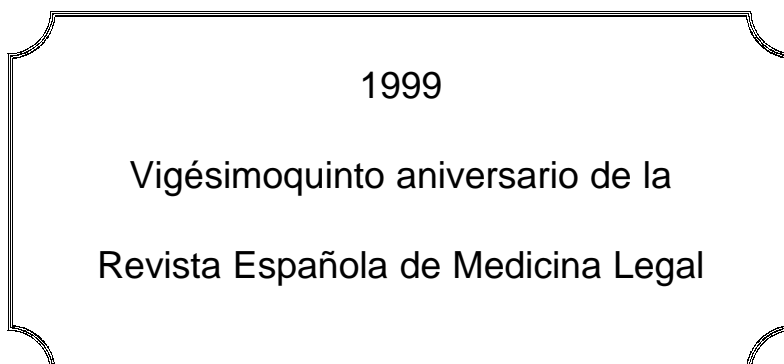 1999
Vigésimoquinto aniversario de la
Revista Española de Medicina Legal